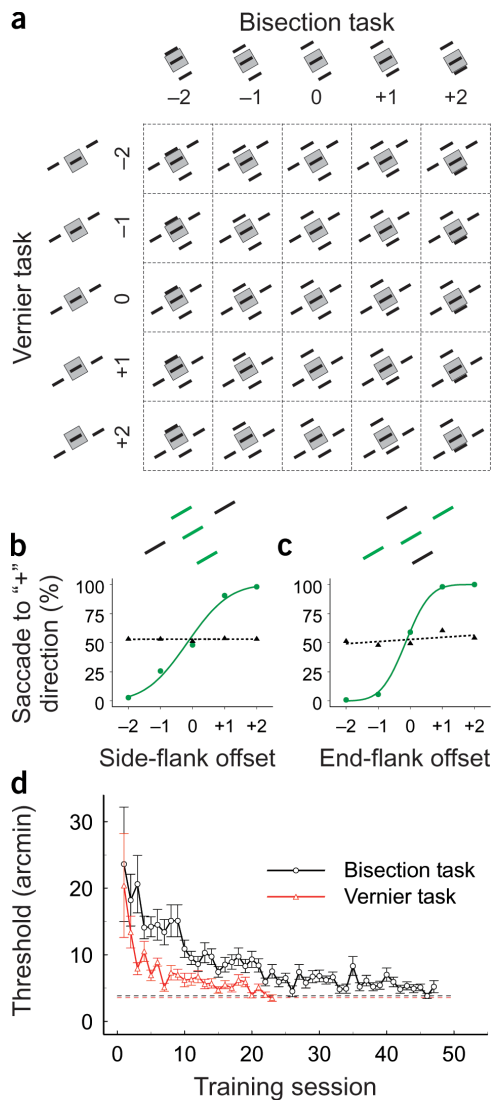 a
Bisection task
–2 –1 0 +1 +2
Vernier task
–2
–1
0
+1
+2
b
Saccade to “+”
direction (%)
100
75
50
25
0
–2 –1 0 +1 +2
Side-flank offset
c
100
75
50
25
0
–2 –1 0 +1 +2
End-flank offset
d
Threshold (arcmin)
30
20
10
0
Bisection task
Vernier task
0 10 20 30 40 50
Training session